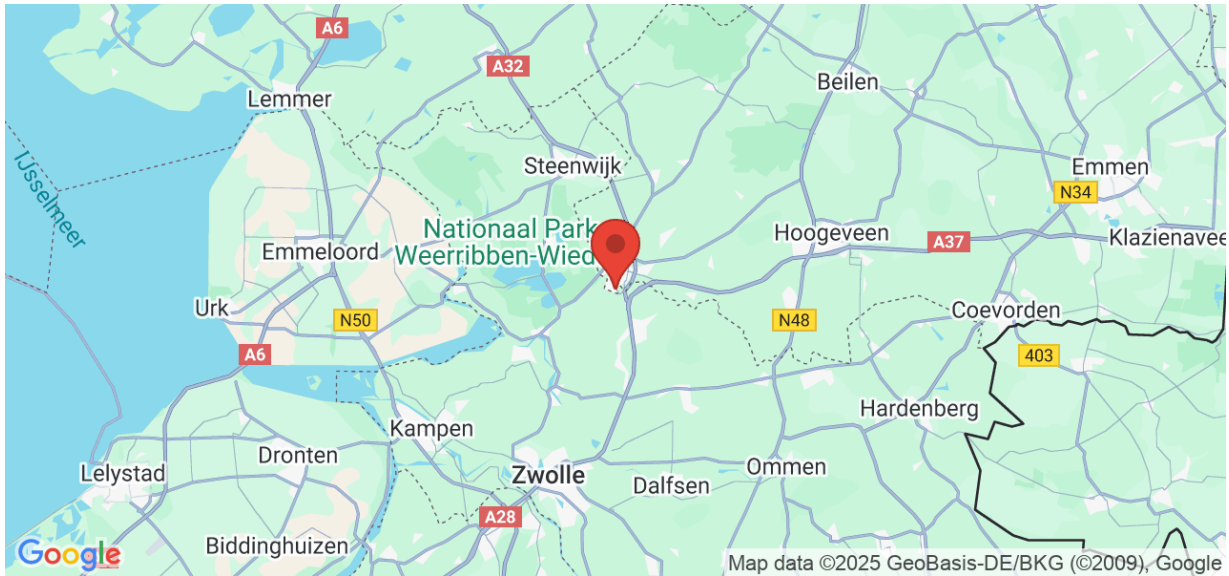 A6
A32
Beilen
Lemmer
Steenwijk
Emmen
N34
IJsselmeer
Nationaal Park
Weerribben-Wied
Emmeloord
Hoogeveen
A37
Klazienavee
Urk
N50
N48
Coevorden
A6
403
Kampen
Hardenberg
Dronten
Lelystad
Zwolle
Ommen
Dalfsen
A28
Biddinghuizen
Google
Map data ©2025 GeoBasis-DE/BKG (©2009), Google